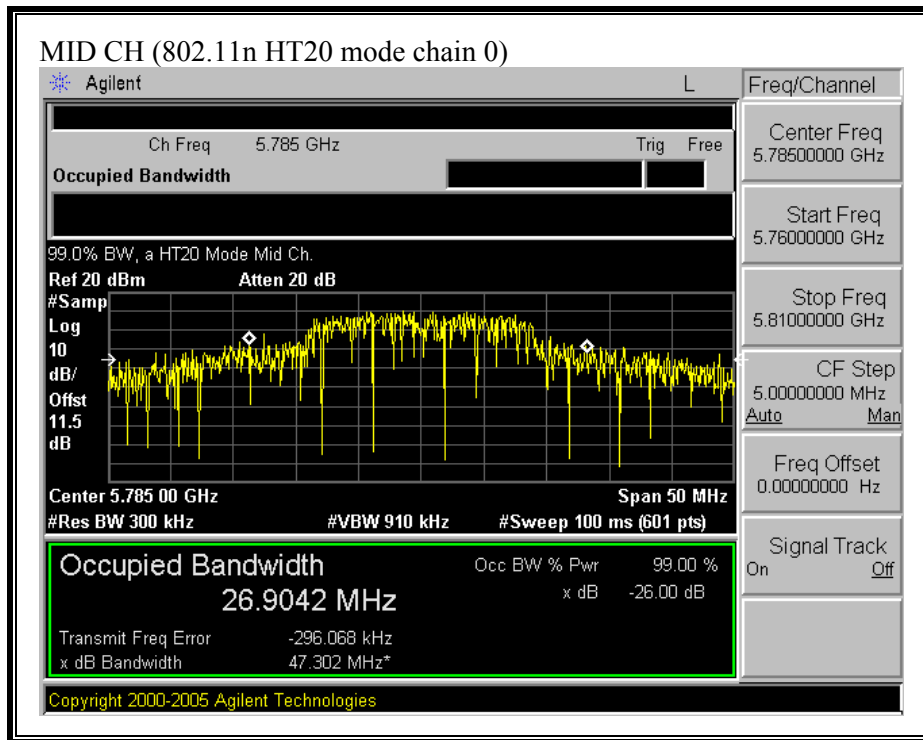 MID CH (802.11n HT20 mode chain 0)
Agilent L Freq/Channel
Ch Freq 5.785 GHz Trig Free
Occupied Bandwidth
Center Freq
5.78500000 GHz
Start Freq
5.76000000 GHz
Stop Freq
5.81000000 GHz
CF Step
5.00000000 MHz
Auto Man
Freq Offset
0.00000000 Hz
Signal Track
On Off
99.0% BW, a HT20 Mode Mid Ch.
Ref 20 dBm Atten 20 dB
#Samp
Log
10
dB/
Offst
11.5
dB
Center 5.785 00 GHz Span 50 MHz
#Res BW 300 kHz #VBW 910 kHz #Sweep 100 ms (601 pts)
Occupied Bandwidth Occ BW % Pwr 99.00 %
26.9042 MHz x dB -26.00 dB
Transmit Freq Error -296.068 kHz
x dB Bandwidth 47.302 MHz*
Copyright 2000-2005 Agilent Technologies